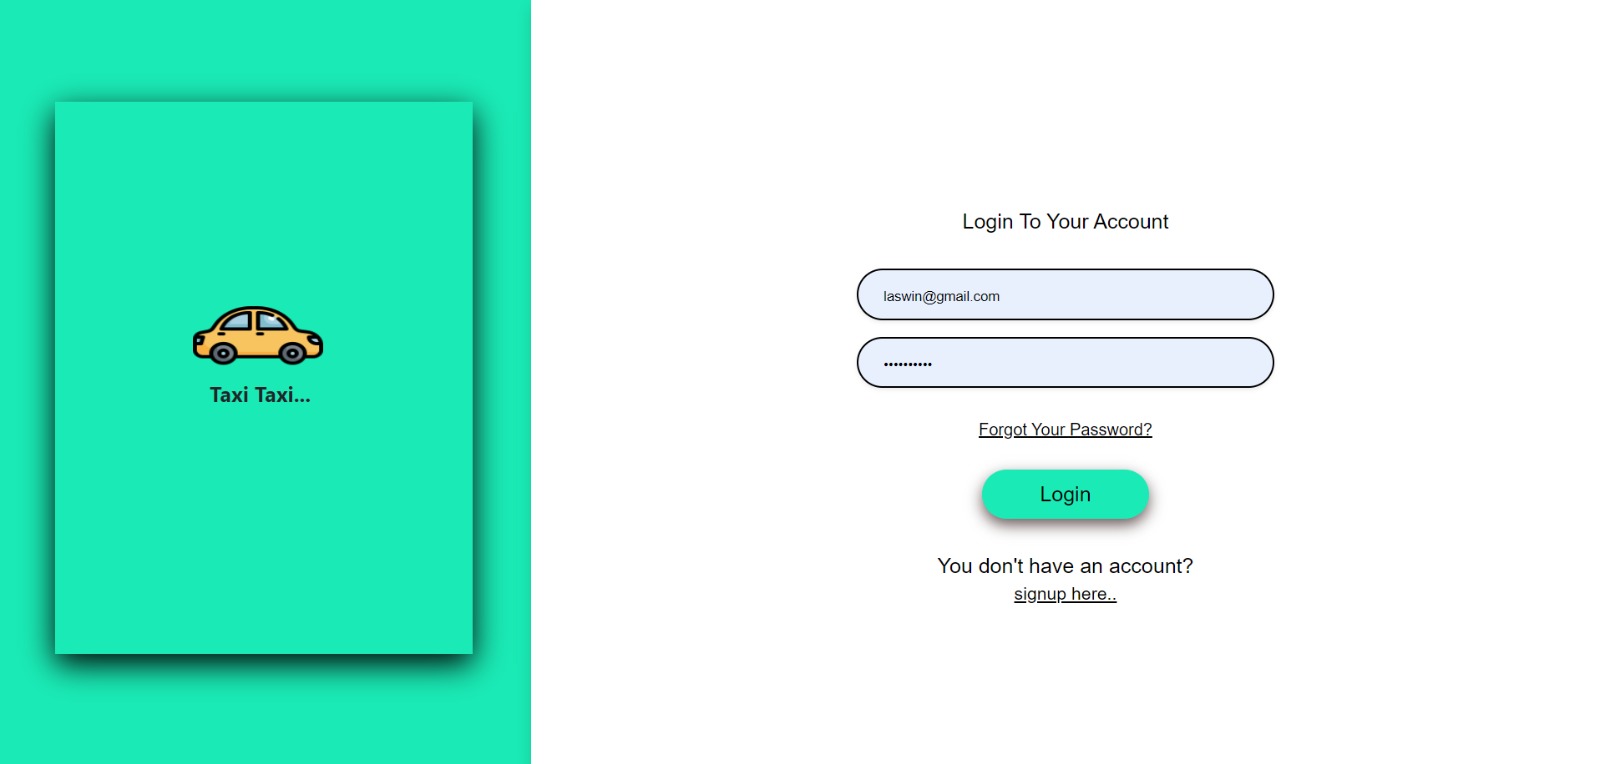 Taxi Taxi...
Login To Your Account
laswin@gmail.com
••••••••••
Forgot Your Password?
Login
You don't have an account?
signup here..